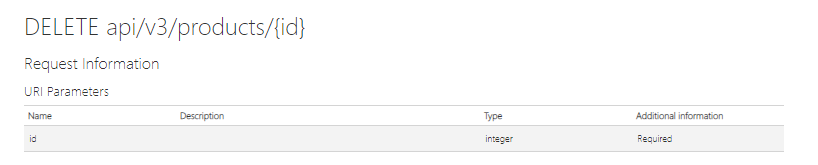 DELETE api/v3/products/{id}
Request Information
URI Parameters
Name Description Type Additional information
id integer Required